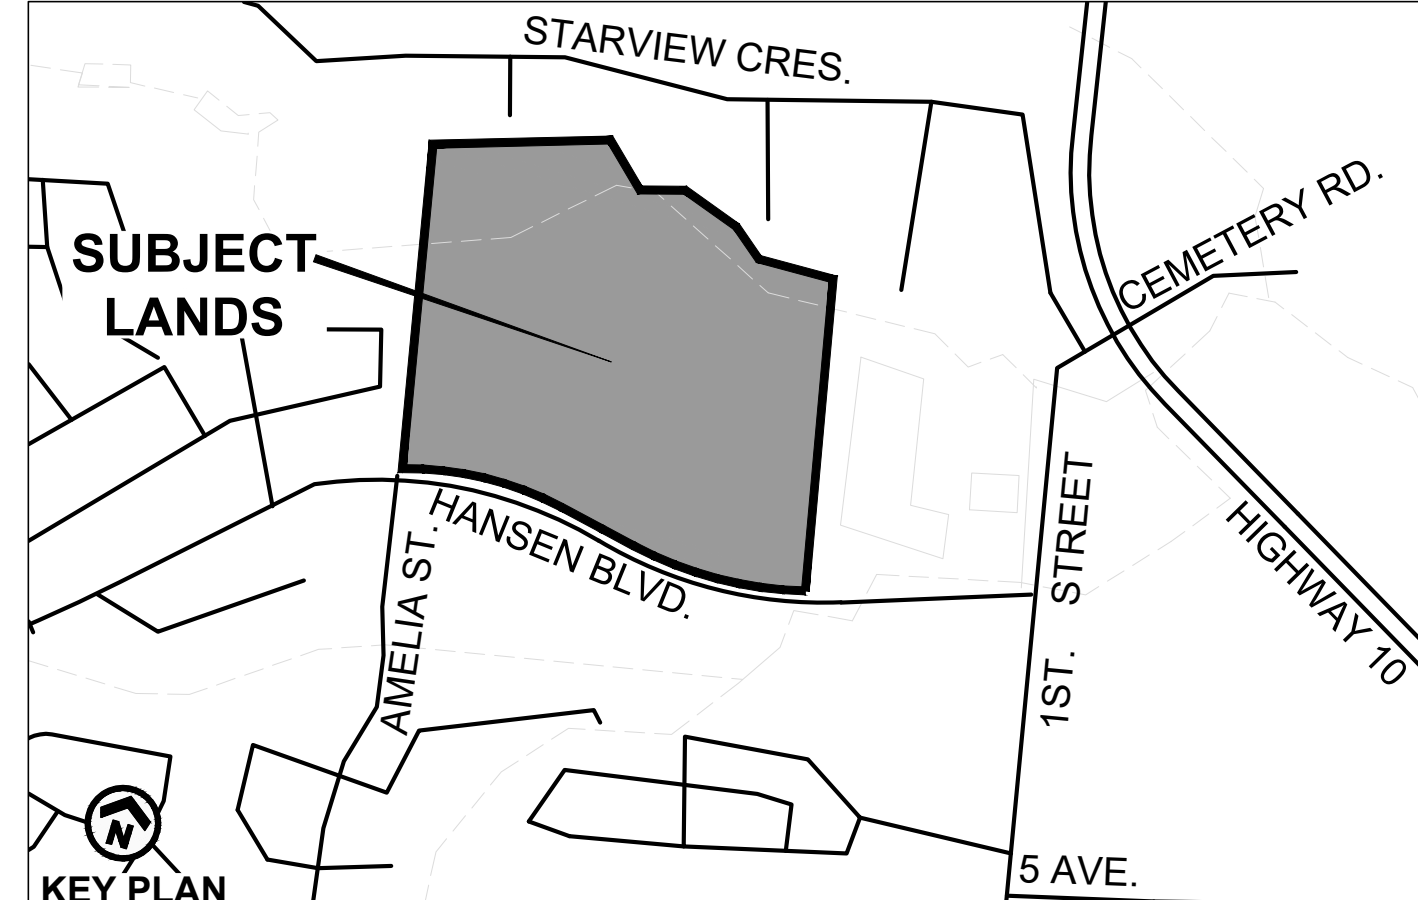 STARVIEW CRES.
CEMETERY RD.
SUBJECT
LANDS
HANSEN BLVD.
AMELIA ST.
1ST. STREET
HIGHWAY 10
5 AVE.
N
KEY PLAN